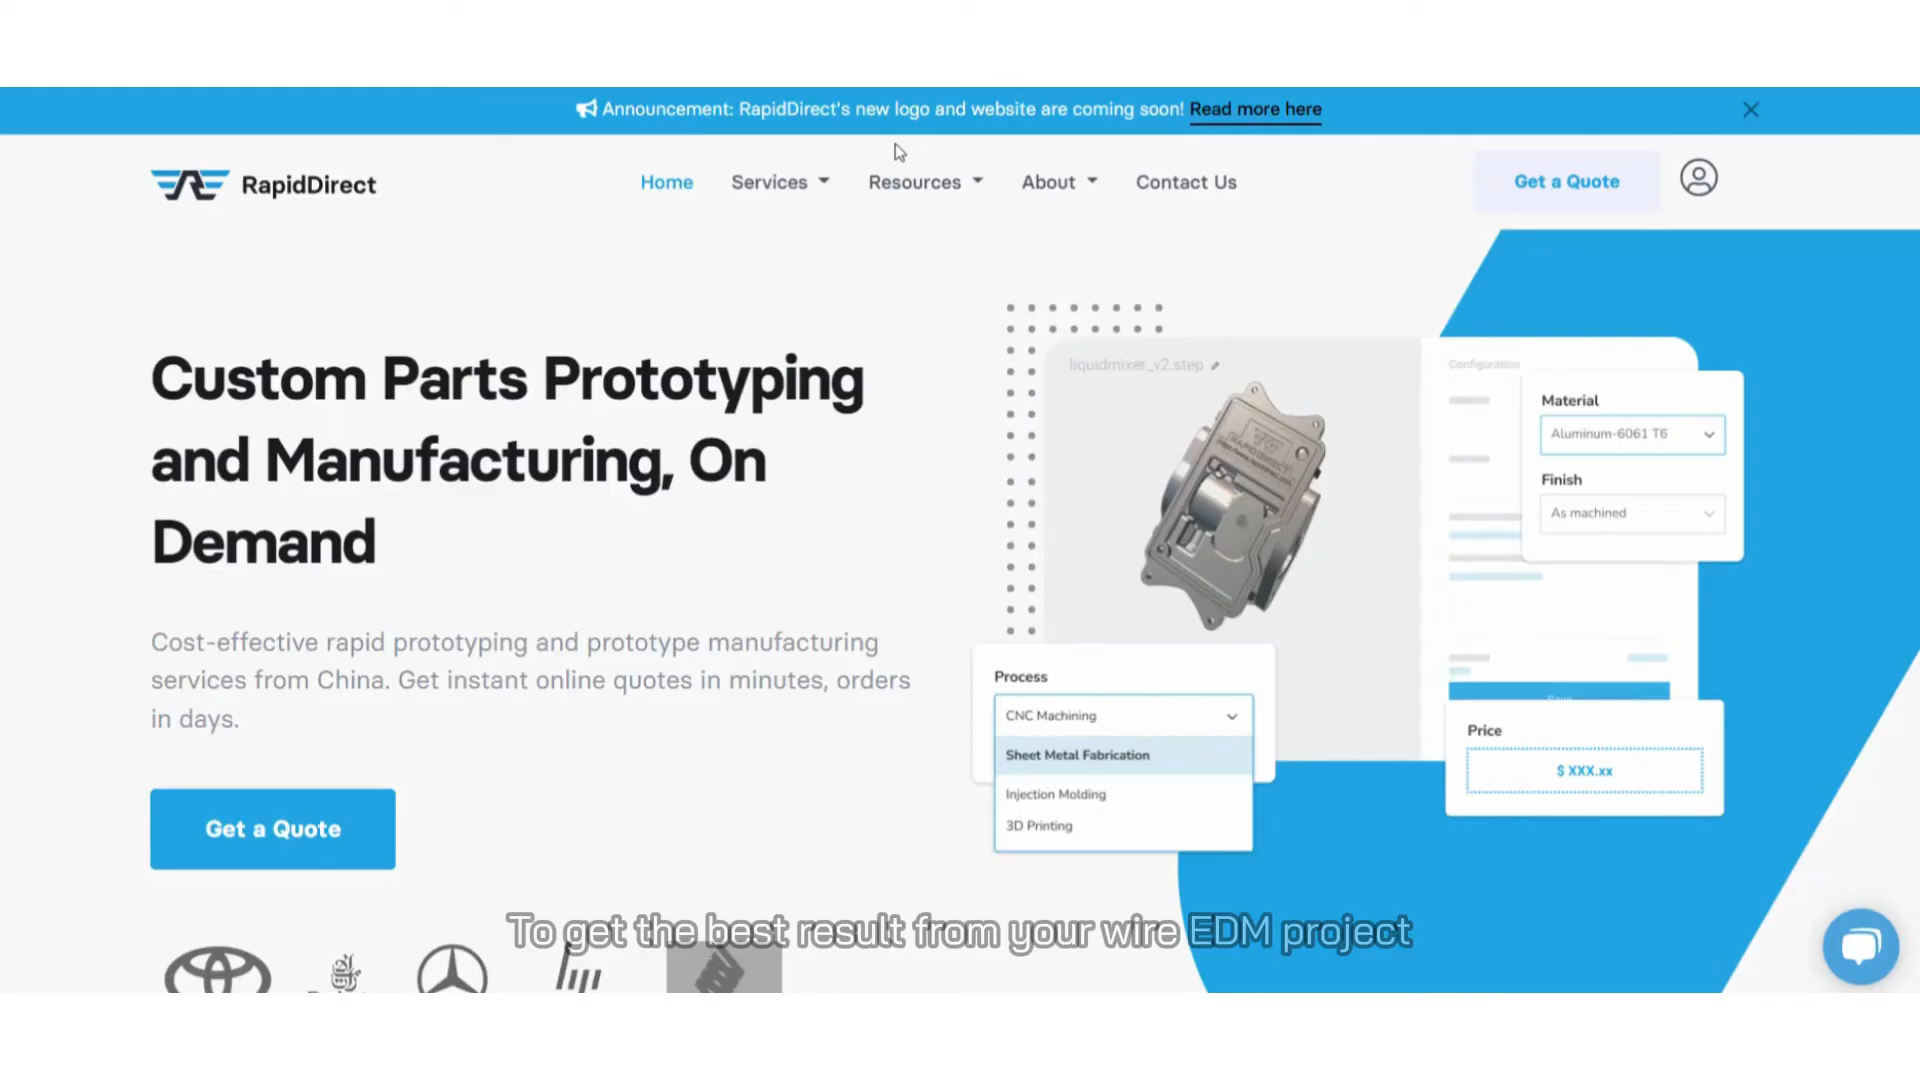 Announcement: RapidDirect's new logo and website are coming soon! Read more here
RapidDirect
Home Services Resources About Contact Us
Get a Quote
Custom Parts Prototyping
and Manufacturing, On
Demand
Cost-effective rapid prototyping and prototype manufacturing
services from China. Get instant online quotes in minutes, orders
in days.
Get a Quote
liquidmixer_v2.step
Configuration
Material
Aluminum-6061 T6
Finish
As machined
Process
CNC Machining
Sheet Metal Fabrication
Injection Molding
3D Printing
Price
$ XXX.xx
To get the best result from your wire EDM project